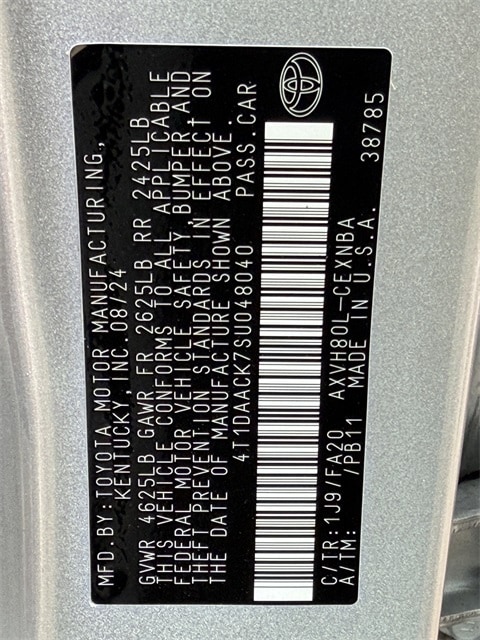 MFD.BY:TOYOTA MOTOR MANUFACTURING,
KENTUCKY, INC. 08/24
GVWR 4625LB GAWR FR 2625LB RR 2425LB
THIS VEHICLE CONFORMS TO ALL APPLICABLE
FEDERAL MOTOR VEHICLE SAFETY, BUMPER AND,
THEFT PREVENTION STANDARDS IN EFFECT ON
THE DATE OF MANUFACTURE SHOWN ABOVE.
4T1DAACK7SU048040 PASS.CAR
C/TR:1J9/FA20 AXVH80L-CEXNBA
A/TM: /PB11 MADE IN U.S.A. 38785